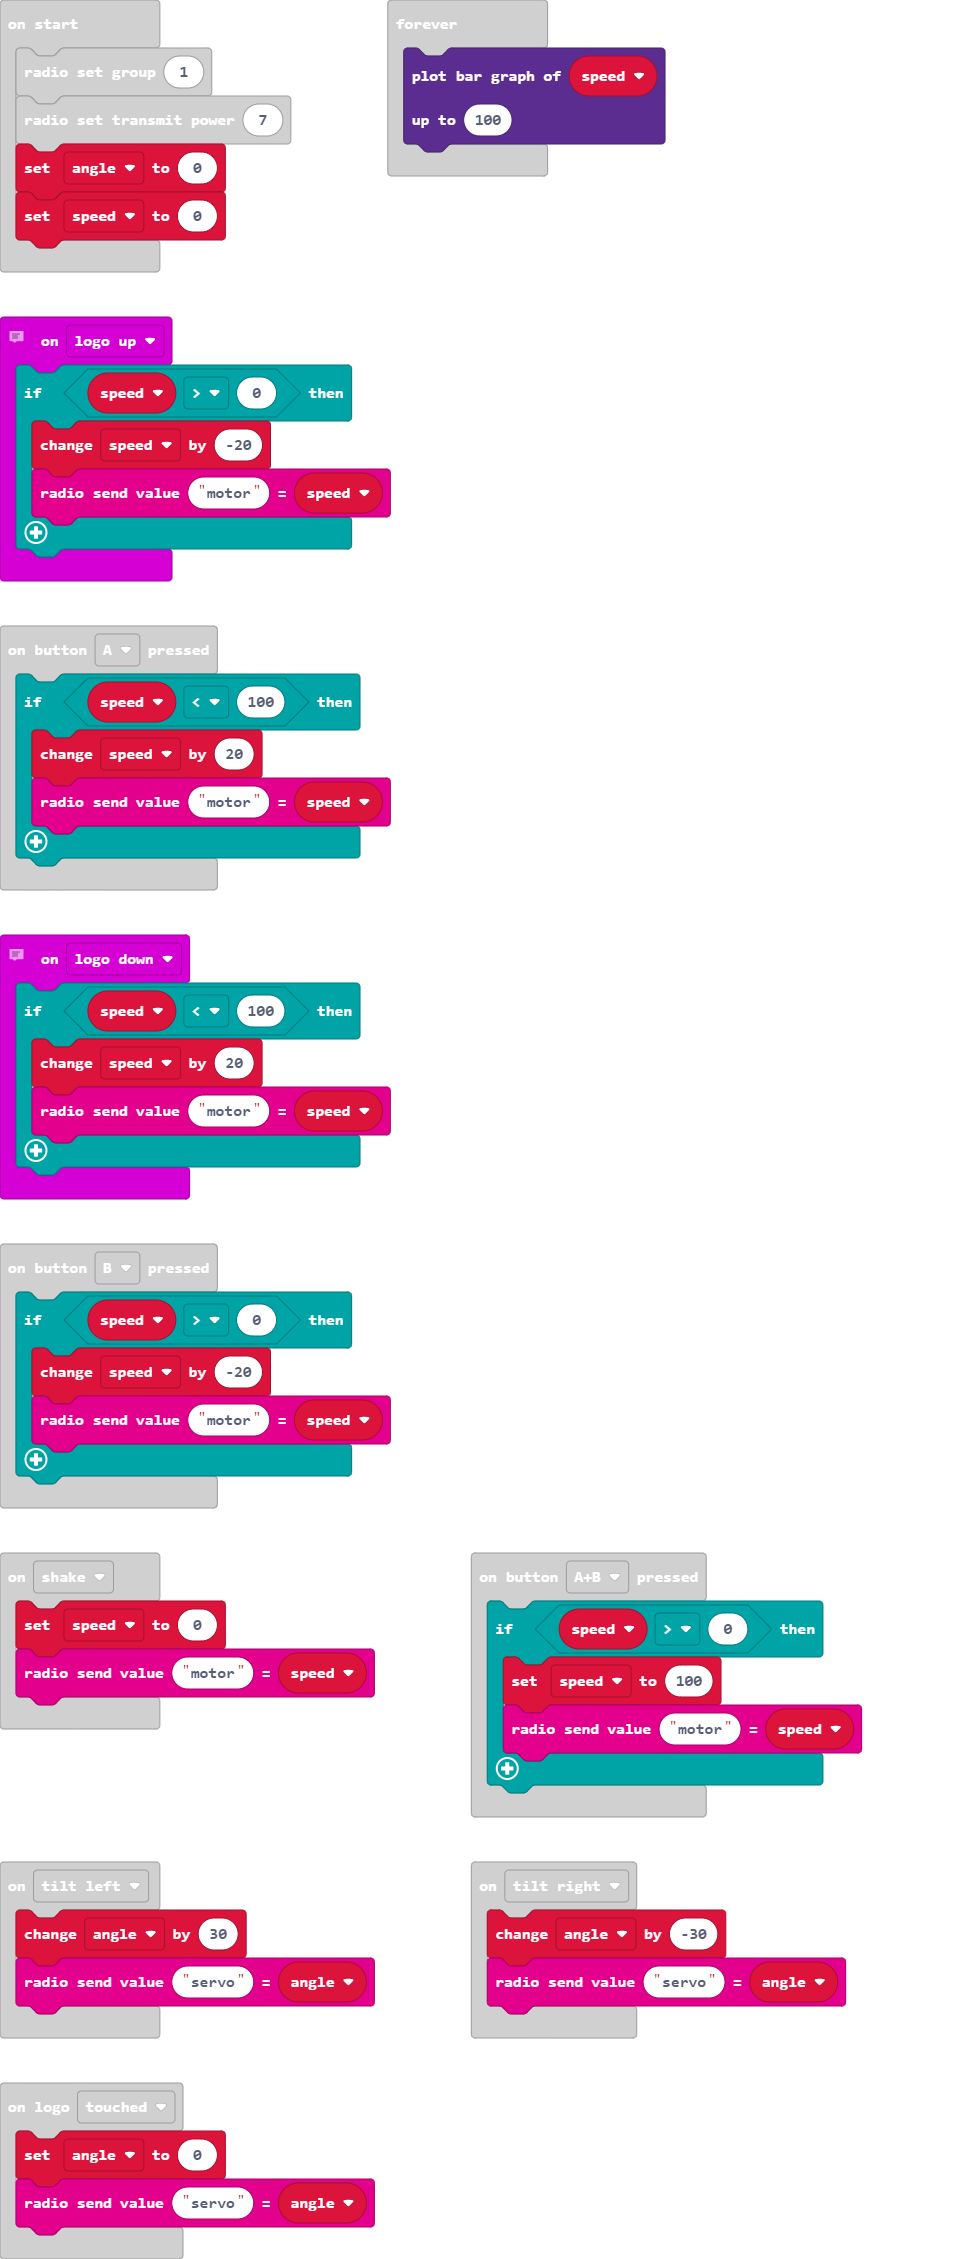 on start
radio set group 1
radio set transmit power 7
set angle to 0
set speed to 0
forever
plot bar graph of speed
up to 100
on logo up
if speed > 0 then
change speed by -20
radio send value "motor" = speed
on button A pressed
if speed < 100 then
change speed by 20
radio send value "motor" = speed
on logo down
if speed < 100 then
change speed by 20
radio send value "motor" = speed
on button B pressed
if speed > 0 then
change speed by -20
radio send value "motor" = speed
on shake
set speed to 0
radio send value "motor" = speed
on button A+B pressed
if speed > 0 then
set speed to 100
radio send value "motor" = speed
on tilt left
change angle by 30
radio send value "servo" = angle
on tilt right
change angle by -30
radio send value "servo" = angle
on logo touched
set angle to 0
radio send value "servo" = angle